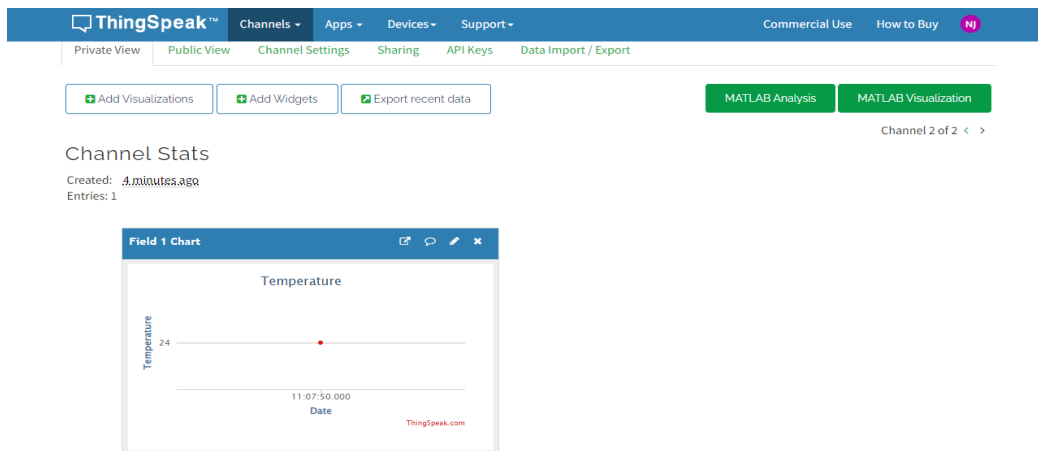 ThingSpeak™ Channels Apps Devices Support Commercial Use How to Buy NJ
Private View Public View Channel Settings Sharing API Keys Data Import / Export
Add Visualizations Add Widgets Export recent data MATLAB Analysis MATLAB Visualization
Channel 2 of 2 < >
Channel Stats
Created: 4 minutes ago
Entries: 1
Field 1 Chart
Temperature
Temperature
24
11:07:50.000
Date
ThingSpeak.com